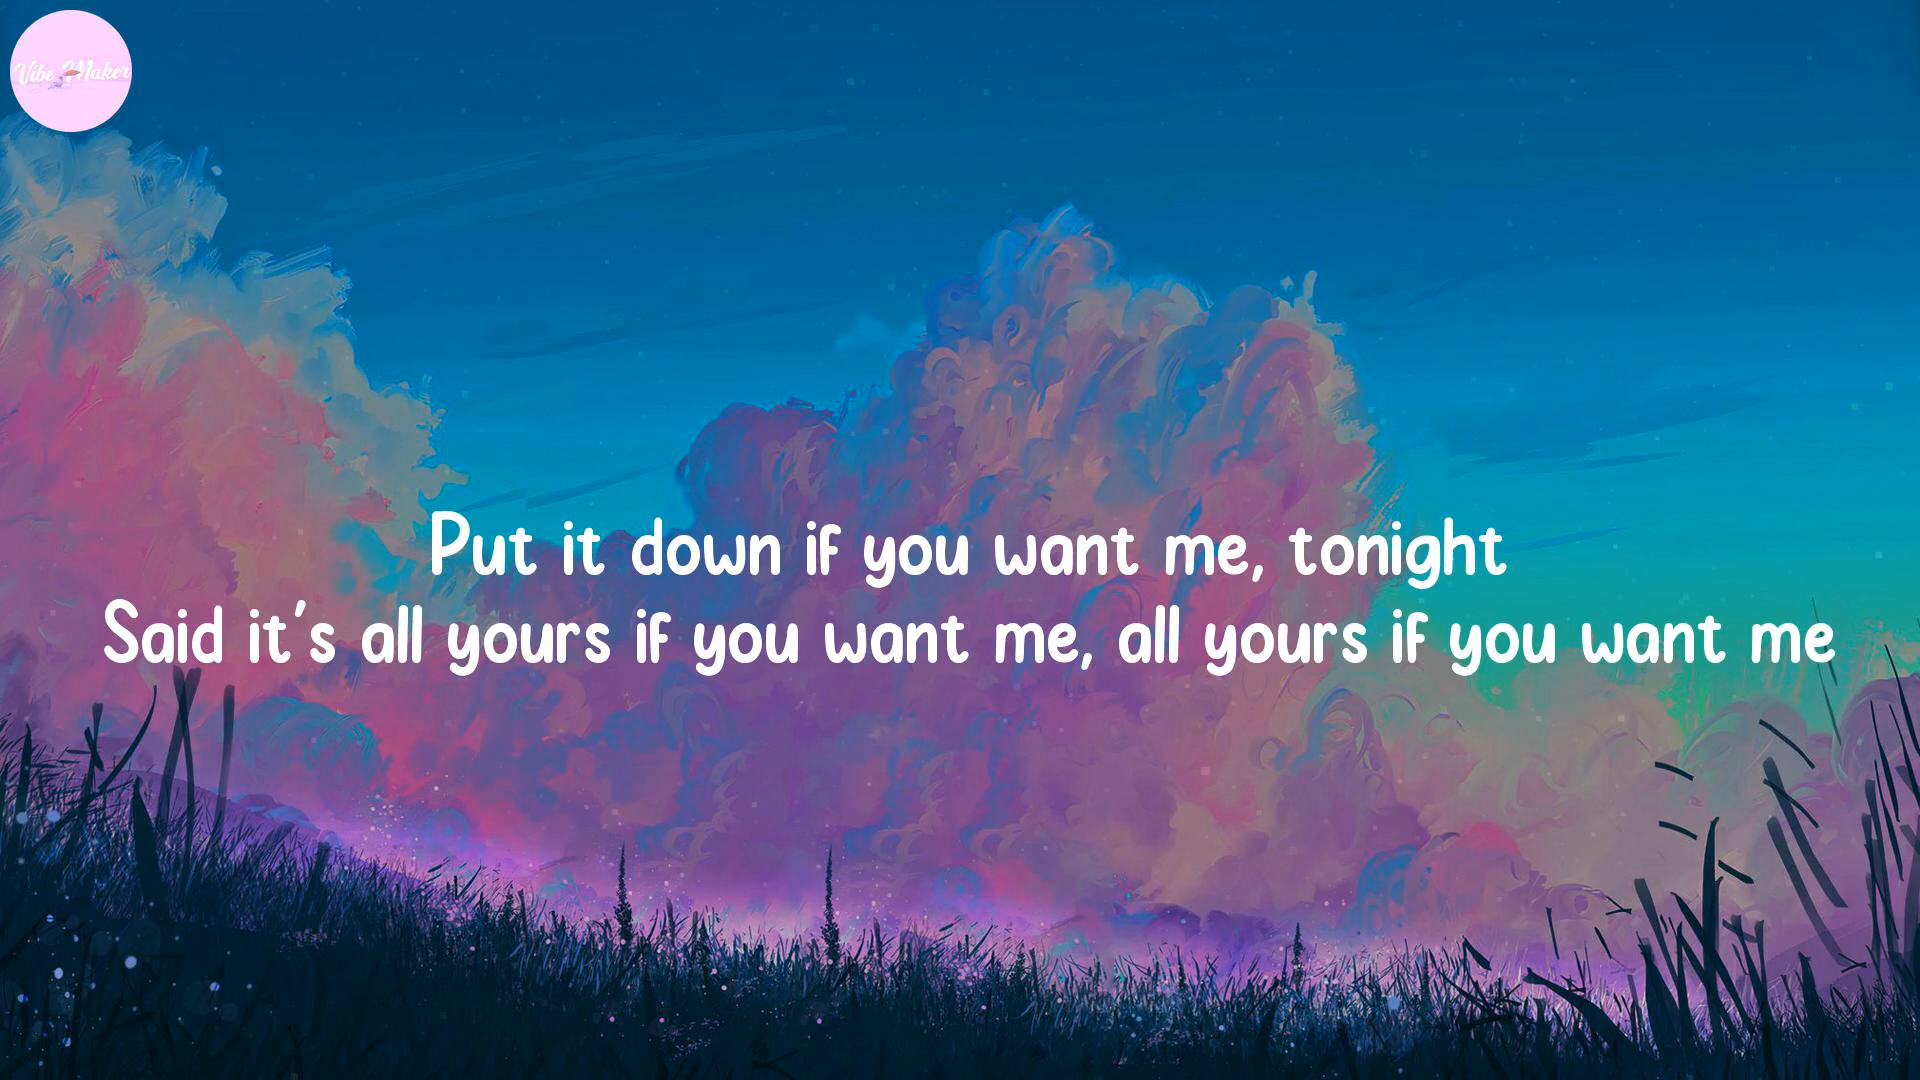 Vibe Maker
Put it down if you want me, tonight
Said it's all yours if you want me, all yours if you want me